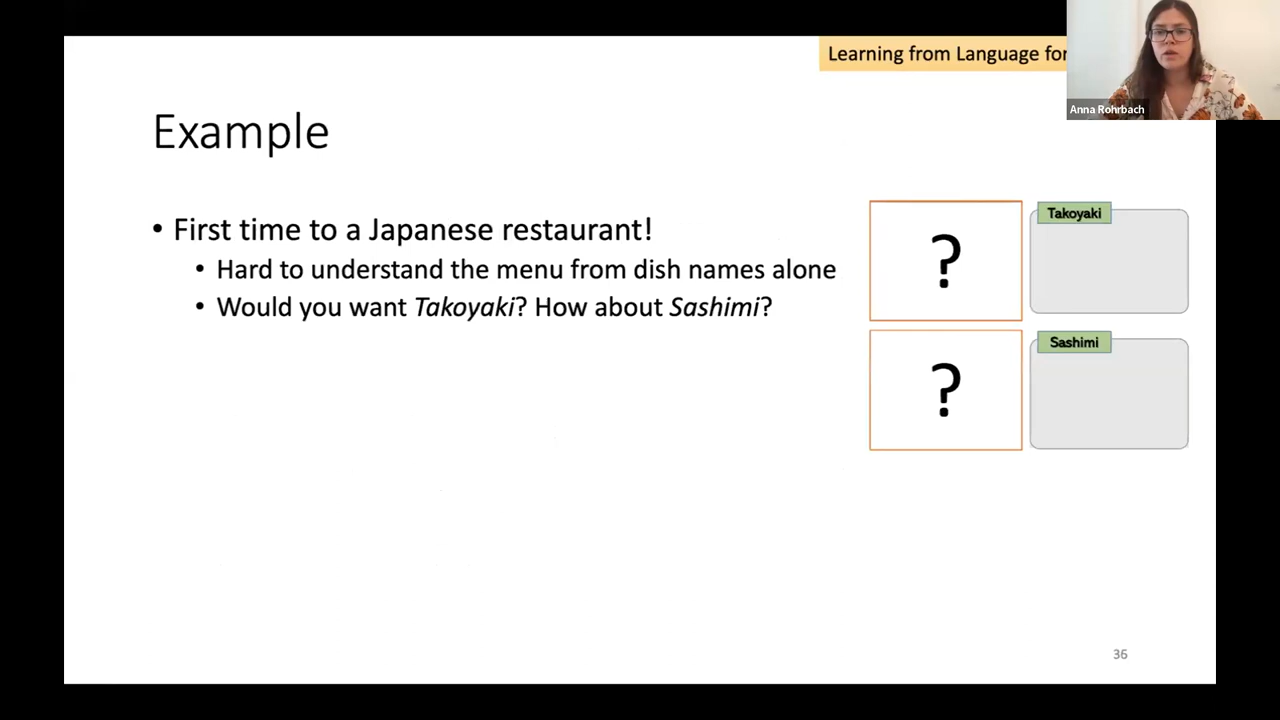 Learning from Language for
Anna Rohrbach
Example
• First time to a Japanese restaurant!
• Hard to understand the menu from dish names alone
• Would you want Takoyaki? How about Sashimi?
?
Takoyaki
?
Sashimi
36